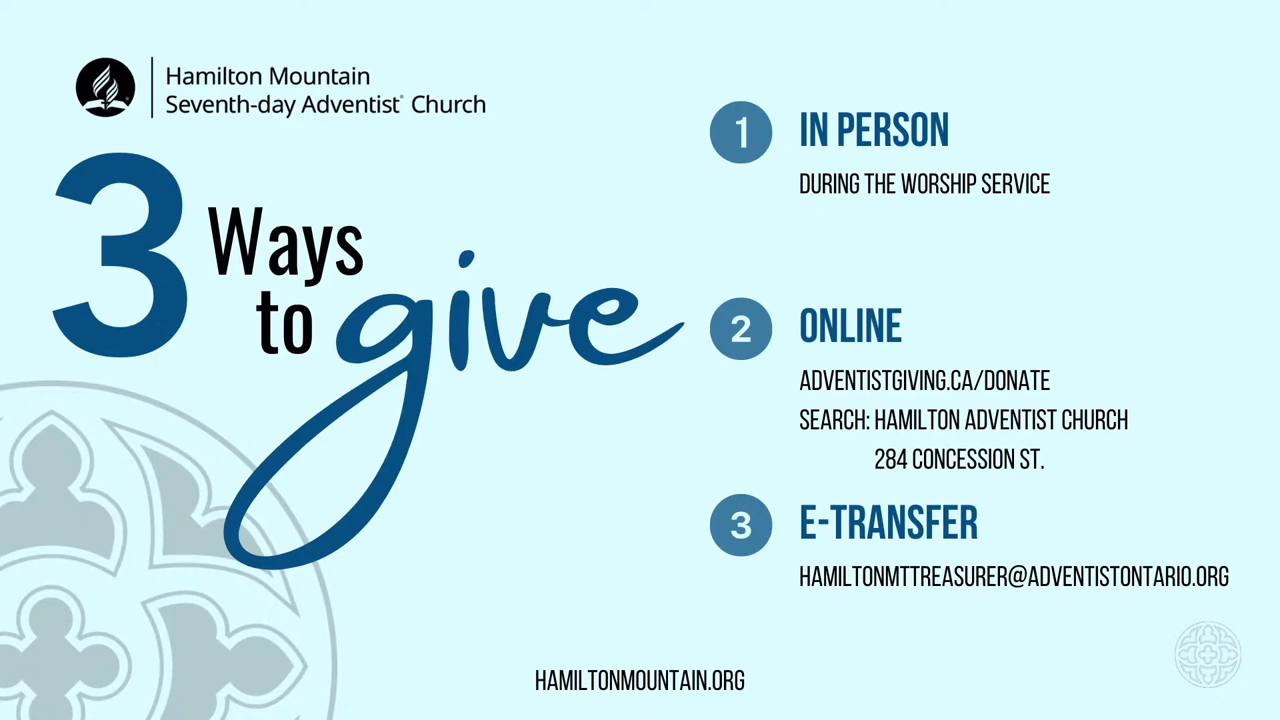 Hamilton Mountain
Seventh-day Adventist® Church
3 Ways
to give
1 IN PERSON
DURING THE WORSHIP SERVICE
2 ONLINE
ADVENTISTGIVING.CA/DONATE
SEARCH: HAMILTON ADVENTIST CHURCH
284 CONCESSION ST.
3 E-TRANSFER
HAMILTONMTTREASURER@ADVENTISTONTARIO.ORG
HAMILTONMOUNTAIN.ORG